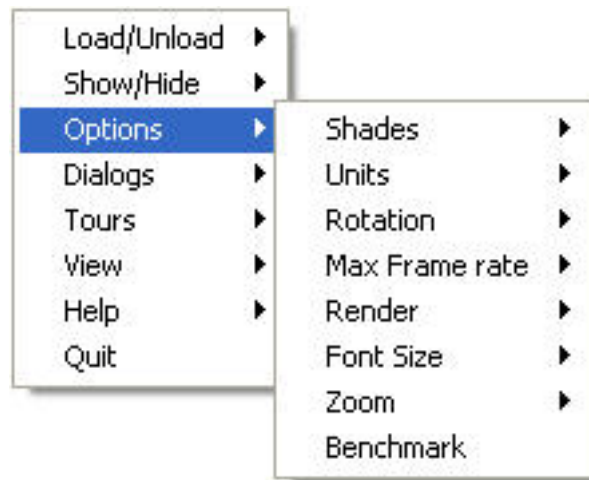 Load/Unload
Show/Hide
Options
Dialogs
Tours
View
Help
Quit
Shades
Units
Rotation
Max Frame rate
Render
Font Size
Zoom
Benchmark